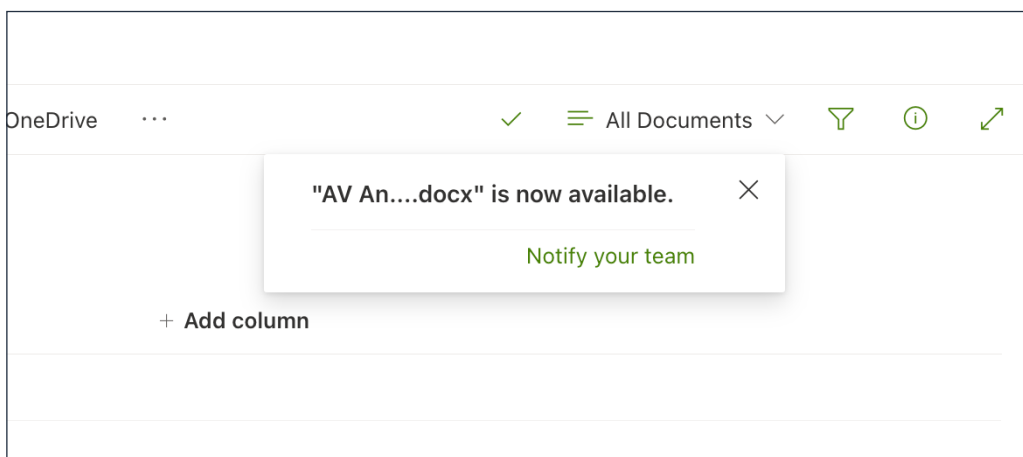 OneDrive ··· All Documents
"AV An....docx" is now available.
Notify your team
+ Add column